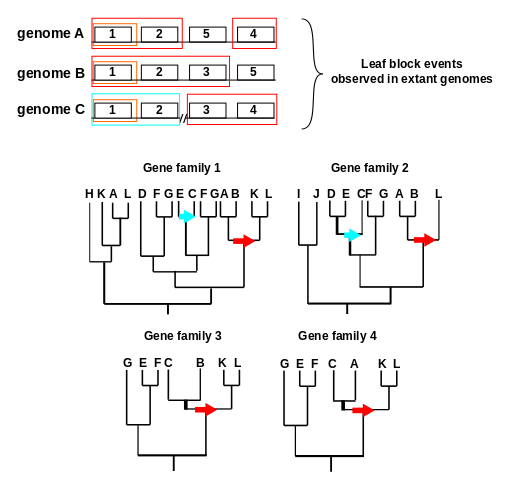 genome A 1 2 5 4
genome B 1 2 3 5
genome C 1 2 // 3 4
Leaf block events
observed in extant genomes
Gene family 1
H K A L D F G E C F G A B K L
Gene family 2
I J D E C F G A B L
Gene family 3
G E F C B K L
Gene family 4
G E F C A K L